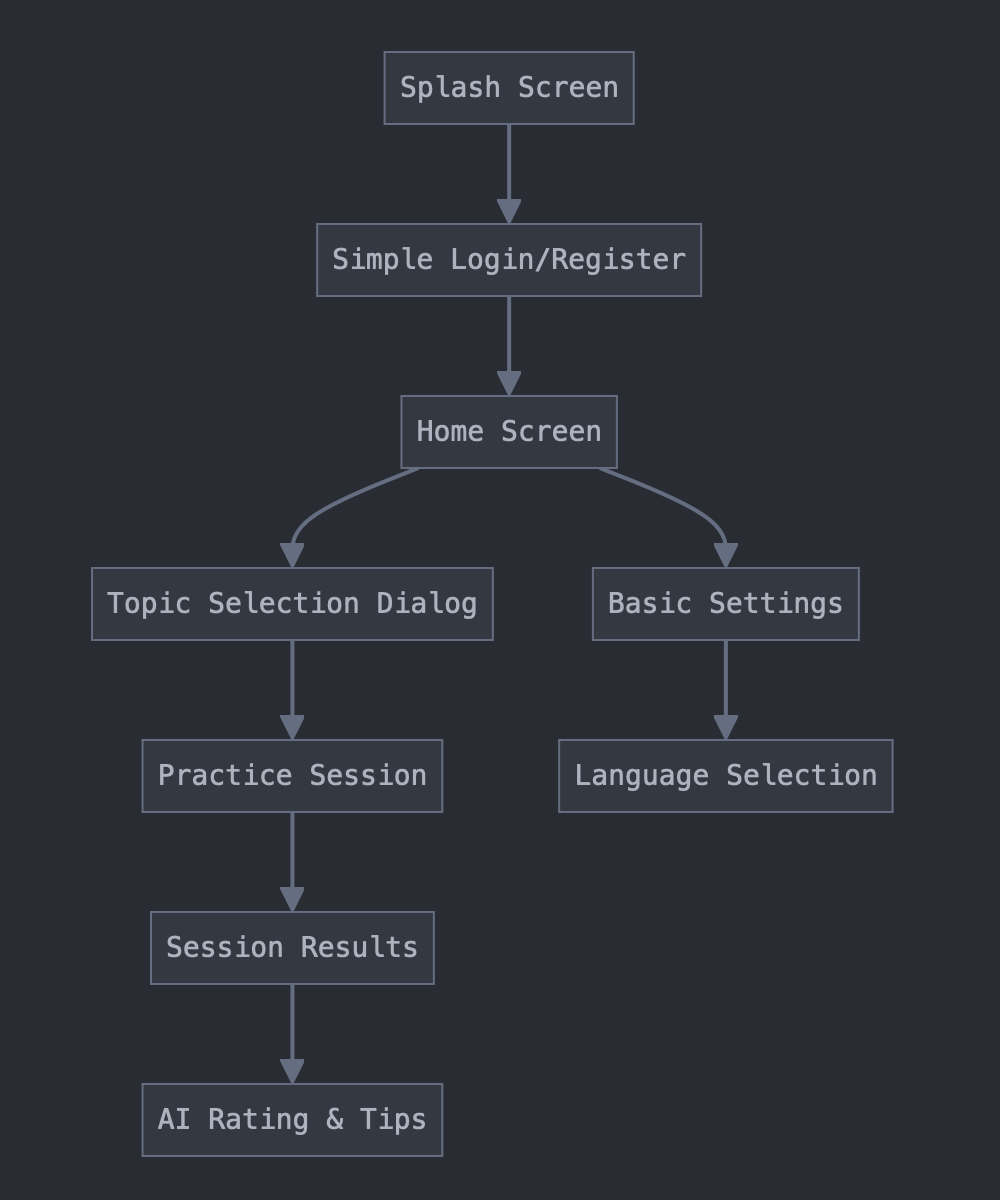 Splash Screen
Simple Login/Register
Home Screen
Topic Selection Dialog
Basic Settings
Practice Session
Language Selection
Session Results
AI Rating & Tips